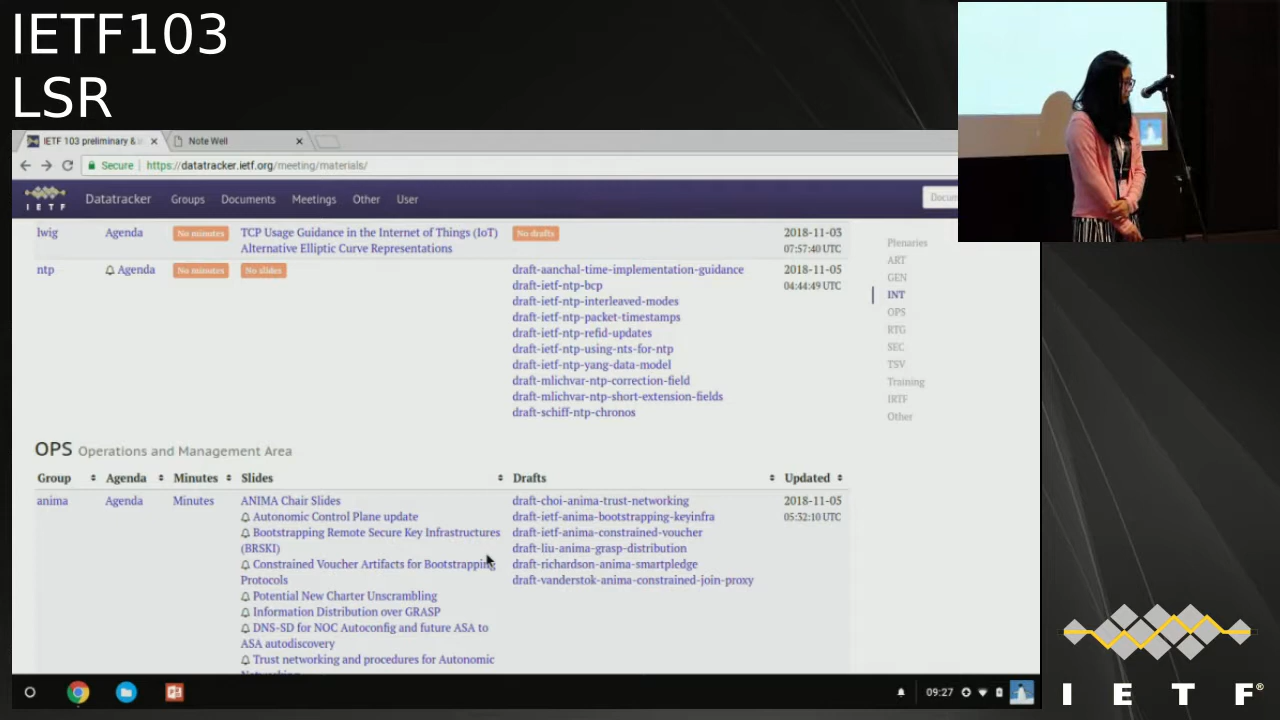 IETF103
LSR
IETF 103 preliminary &
Note Well
Secure
https://datatracker.ietf.org/meeting/materials/
IETF
Datatracker Groups Documents Meetings Other User
lwig Agenda No minutes TCP Usage Guidance in the Internet of Things (IoT) No drafts 2018-11-03
Alternative Elliptic Curve Representations 07:57:40 UTC
ntp Agenda No minutes No slides draft-aanchal-time-implementation-guidance 2018-11-05
draft-ietf-ntp-bcp 04:44:49 UTC
draft-ietf-ntp-interleaved-modes
draft-ietf-ntp-packet-timestamps
draft-ietf-ntp-refid-updates
draft-ietf-ntp-using-nts-for-ntp
draft-ietf-ntp-yang-data-model
draft-mlichvar-ntp-correction-field
draft-mlichvar-ntp-short-extension-fields
draft-schiff-ntp-chronos
Plenaries
ART
GEN
INT
OPS
RTG
SEC
TSV
Training
IRTF
Other
OPS Operations and Management Area
Group Agenda Minutes Slides Drafts Updated
anima Agenda Minutes ANIMA Chair Slides draft-choi-anima-trust-networking 2018-11-05
Autonomic Control Plane update draft-ietf-anima-bootstrapping-keyinfra 05:32:10 UTC
Bootstrapping Remote Secure Key Infrastructures draft-ietf-anima-constrained-voucher
(BRSKI) draft-liu-anima-grasp-distribution
Constrained Voucher Artifacts for Bootstrapping draft-richardson-anima-smartpledge
Protocols draft-vanderstok-anima-constrained-join-proxy
Potential New Charter Unscrambling
Information Distribution over GRASP
DNS-SD for NOC Autoconfig and future ASA to
ASA autodiscovery
Trust networking and procedures for Autonomic
09:27
IETF®